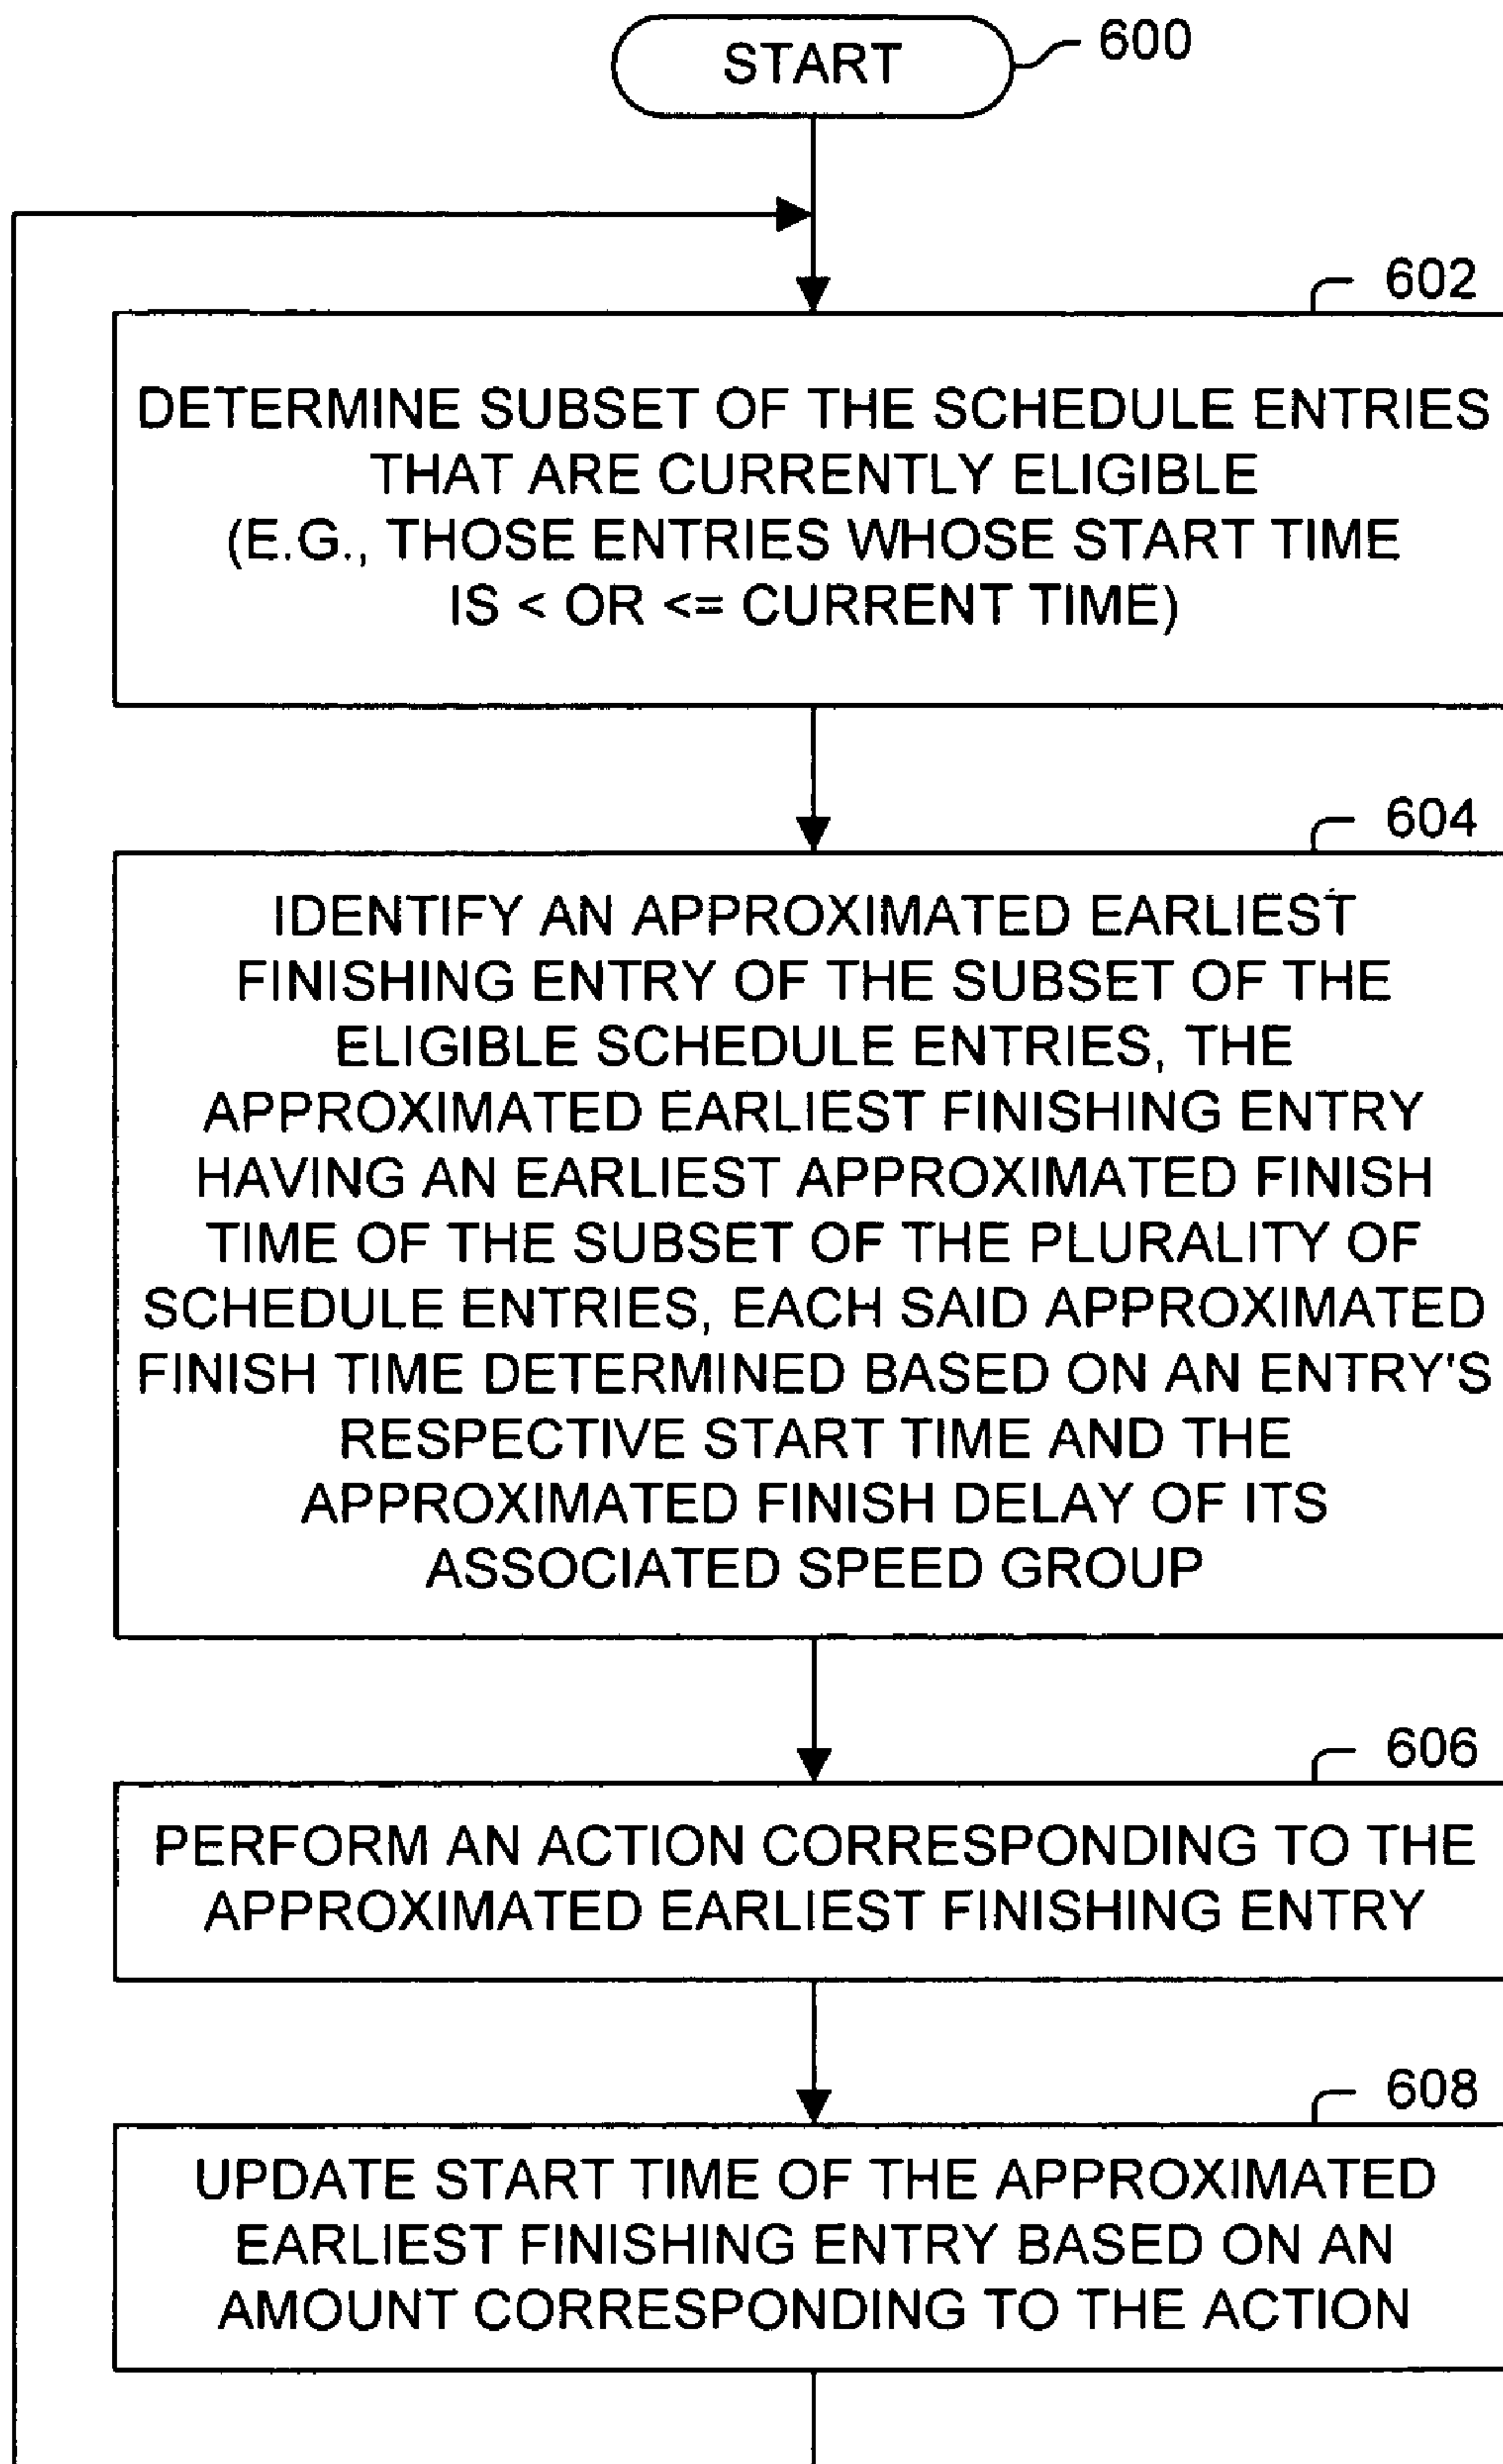 START
600
602
DETERMINE SUBSET OF THE SCHEDULE ENTRIES
THAT ARE CURRENTLY ELIGIBLE
(E.G., THOSE ENTRIES WHOSE START TIME
IS < OR <= CURRENT TIME)
604
IDENTIFY AN APPROXIMATED EARLIEST
FINISHING ENTRY OF THE SUBSET OF THE
ELIGIBLE SCHEDULE ENTRIES, THE
APPROXIMATED EARLIEST FINISHING ENTRY
HAVING AN EARLIEST APPROXIMATED FINISH
TIME OF THE SUBSET OF THE PLURALITY OF
SCHEDULE ENTRIES, EACH SAID APPROXIMATED
FINISH TIME DETERMINED BASED ON AN ENTRY'S
RESPECTIVE START TIME AND THE
APPROXIMATED FINISH DELAY OF ITS
ASSOCIATED SPEED GROUP
606
PERFORM AN ACTION CORRESPONDING TO THE
APPROXIMATED EARLIEST FINISHING ENTRY
608
UPDATE START TIME OF THE APPROXIMATED
EARLIEST FINISHING ENTRY BASED ON AN
AMOUNT CORRESPONDING TO THE ACTION